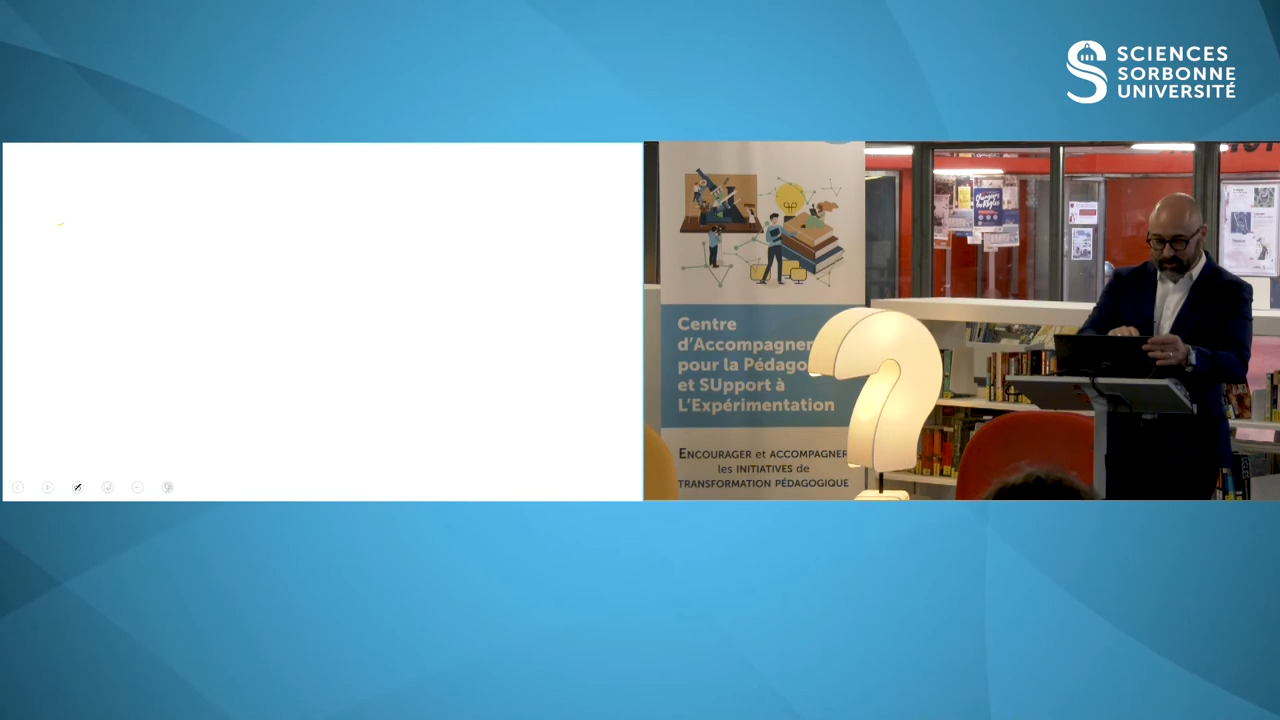 SCIENCES
SORBONNE
UNIVERSITÉ
Centre
d'Accompagner
pour la Pédago
et SUpport à
L'Expérimentation
ENCOURAGER et ACCOMPAGNER
les INITIATIVES de
TRANSFORMATION PÉDAGOGIQUE